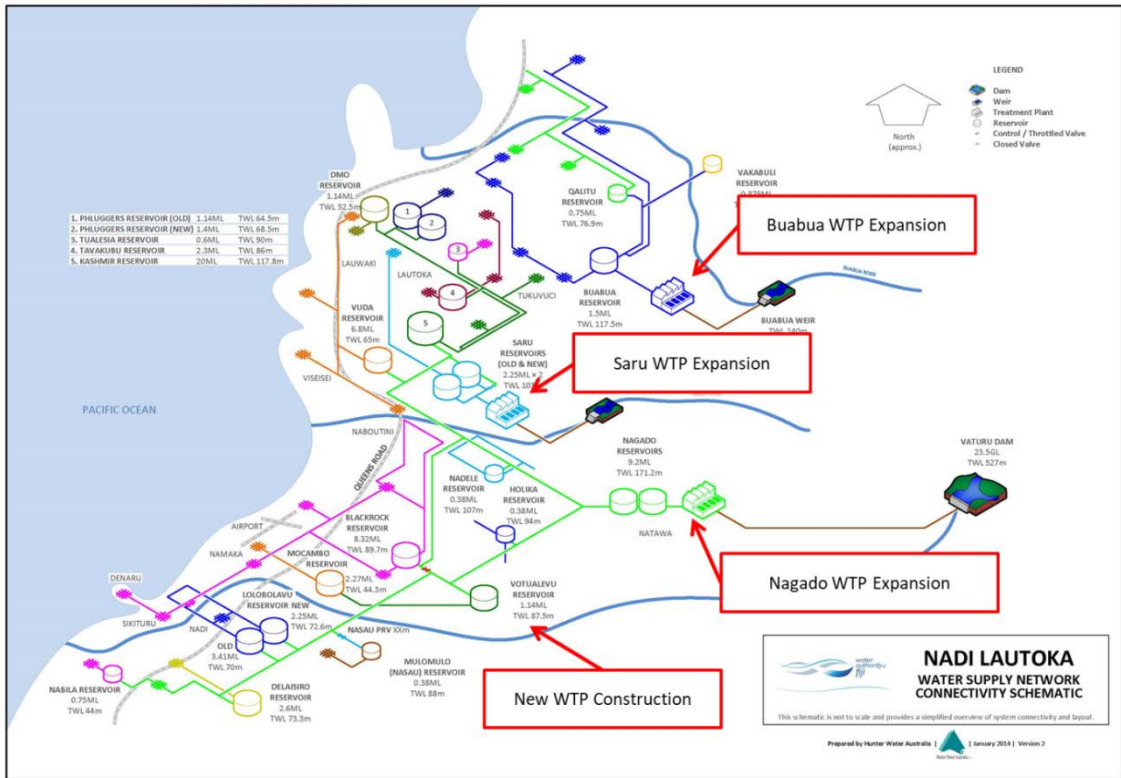 LEGEND
Dam
Weir
Treatment Plant
Reservoir
Control / Throttled Valve
Closed Valve
North
(approx.)
1. PHLUGGERS RESERVOIR (OLD) 1.14ML TWL 64.5m
2. PHLUGGERS RESERVOIR (NEW) 1.4ML TWL 68.5m
3. TUALESIA RESERVOIR 0.6ML TWL 90m
4. TAVAKUBU RESERVOIR 2.3ML TWL 86m
5. KASHMIR RESERVOIR 20ML TWL 117.8m
DMO
RESERVOIR
1.14ML
TWL 52.5m
1
2
3
4
5
QALITU
RESERVOIR
0.75ML
TWL 76.9m
VAKABULI
RESERVOIR
Buabua WTP Expansion
LAUWAKI
LAUTOKA
TUKUVUCI
BUABUA
RESERVOIR
1.5ML
TWL 117.5m
BUABUA RIVER
BUABUA WEIR
VUDA
RESERVOIR
6.8ML
TWL 65m
SARU
RESERVOIRS
(OLD & NEW)
2.25ML × 2
Saru WTP Expansion
VISEISEI
PACIFIC OCEAN
NABOUTINI
QUEENS ROAD
NAGADO
RESERVOIRS
9.2ML
TWL 171.2m
VATURU DAM
23.5GL
TWL 527m
NADELE
RESERVOIR
0.38ML
TWL 107m
HOLIKA
RESERVOIR
0.38ML
TWL 94m
NATAWA
AIRPORT
BLACKROCK
RESERVOIR
8.32ML
TWL 89.7m
NAMAKA
MOCAMBO
RESERVOIR
2.27ML
TWL 44.3m
Nagado WTP Expansion
DENARU
SIKITURU
NADI
LOLOBOLAVU
RESERVOIR NEW
2.25ML
TWL 72.6m
OLD
3.41ML
TWL 70m
VOTUALEVU
RESERVOIR
1.14ML
TWL 87.5m
NASAU PRV XXm
MULOMULO
(NASAU) RESERVOIR
0.38ML
TWL 88m
NABILA RESERVOIR
0.75ML
TWL 44m
DELAISIRO
RESERVOIR
2.6ML
TWL 73.3m
New WTP Construction
water
authority of
fiji
NADI LAUTOKA
WATER SUPPLY NETWORK
CONNECTIVITY SCHEMATIC
This schematic is not to scale and provides a simplified overview of system connectivity and layout.
Prepared by Hunter Water Australia | January 2014 | Version 2